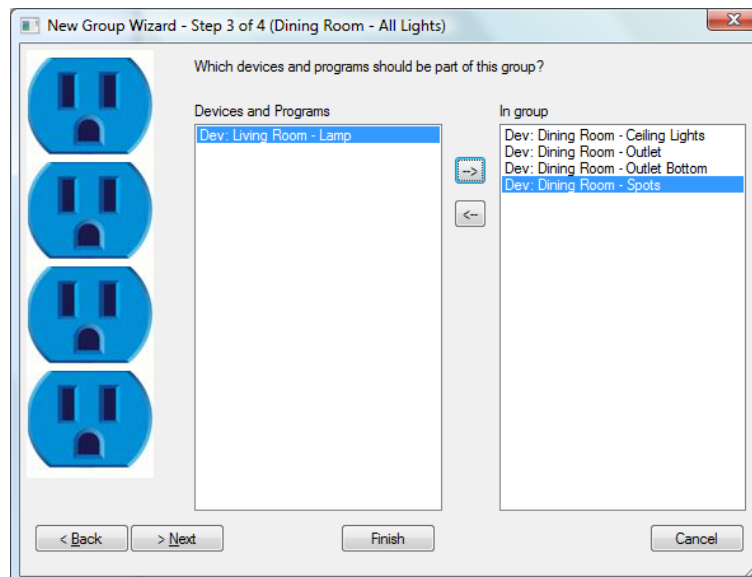 New Group Wizard - Step 3 of 4 (Dining Room - All Lights)
Which devices and programs should be part of this group?
Devices and Programs
In group
Dev: Living Room - Lamp
Dev: Dining Room - Ceiling Lights
Dev: Dining Room - Outlet
Dev: Dining Room - Outlet Bottom
Dev: Dining Room - Spots
-->
<--
< Back
> Next
Finish
Cancel